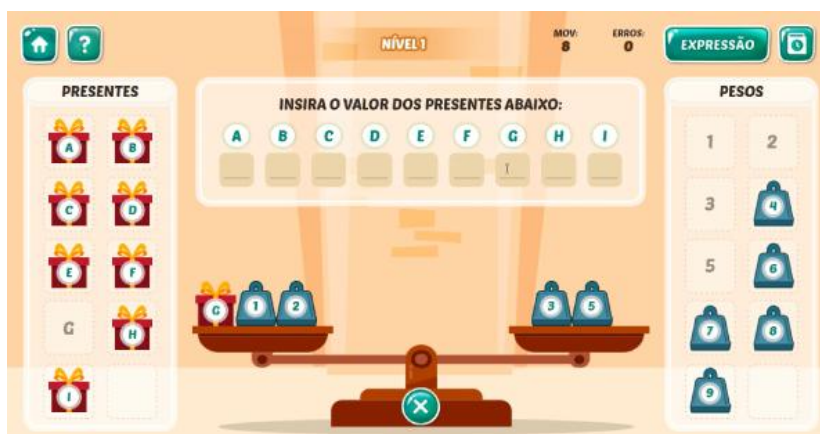 ?
NÍVEL 1
MOV:
8
ERROS:
0
EXPRESSÃO
PRESENTES
A B
C D
E F
G H
I
INSIRA O VALOR DOS PRESENTES ABAIXO:
A B C D E F G H I
G 1 2
3 5
PESOS
1 2
3 4
5 6
7 8
9